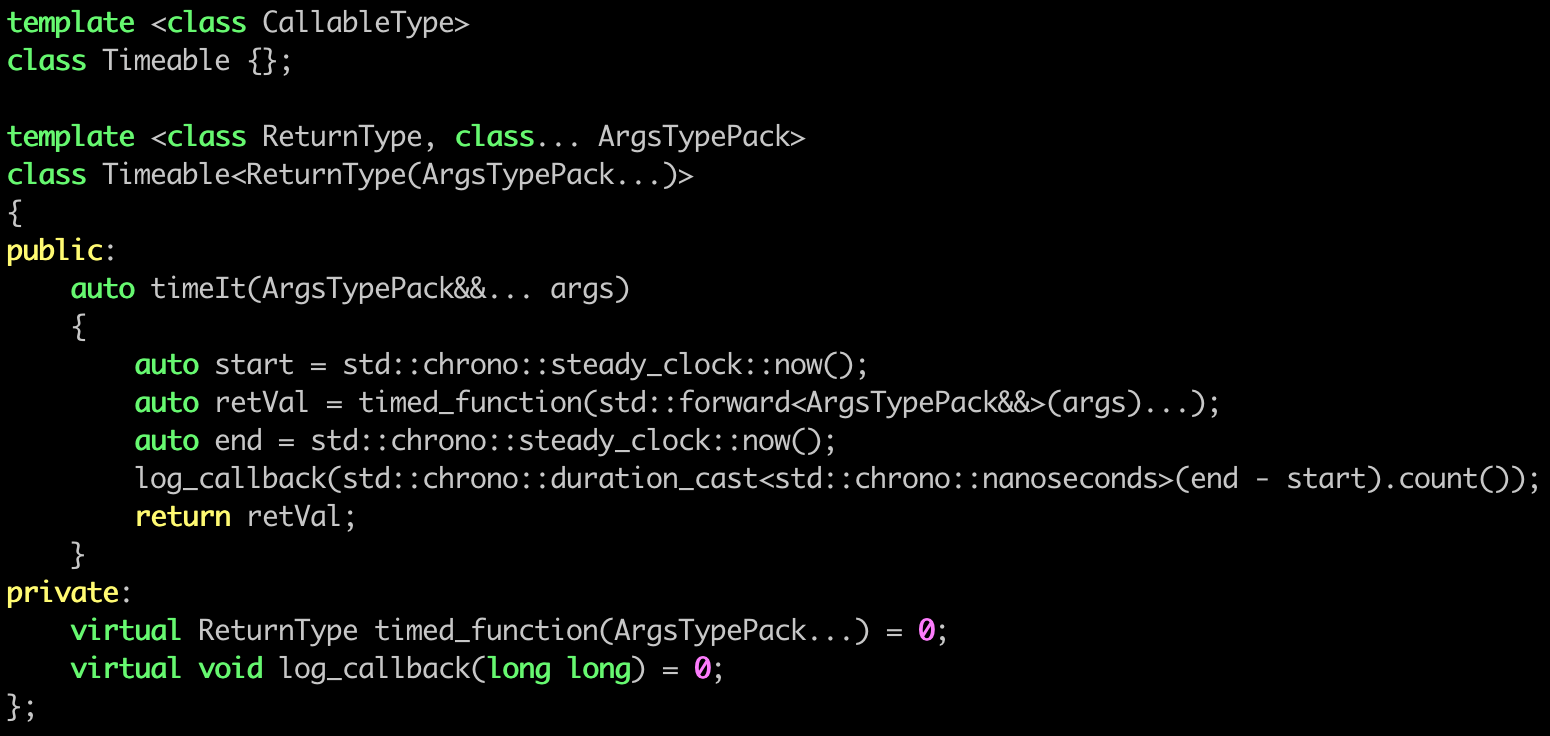 template <class CallableType>
class Timeable {};

template <class ReturnType, class... ArgsTypePack>
class Timeable<ReturnType(ArgsTypePack...)>
{
public:
    auto timeIt(ArgsTypePack&&... args)
    {
        auto start = std::chrono::steady_clock::now();
        auto retVal = timed_function(std::forward<ArgsTypePack&&>(args)...);
        auto end = std::chrono::steady_clock::now();
        log_callback(std::chrono::duration_cast<std::chrono::nanoseconds>(end - start).count());
        return retVal;
    }
private:
    virtual ReturnType timed_function(ArgsTypePack...) = 0;
    virtual void log_callback(long long) = 0;
};